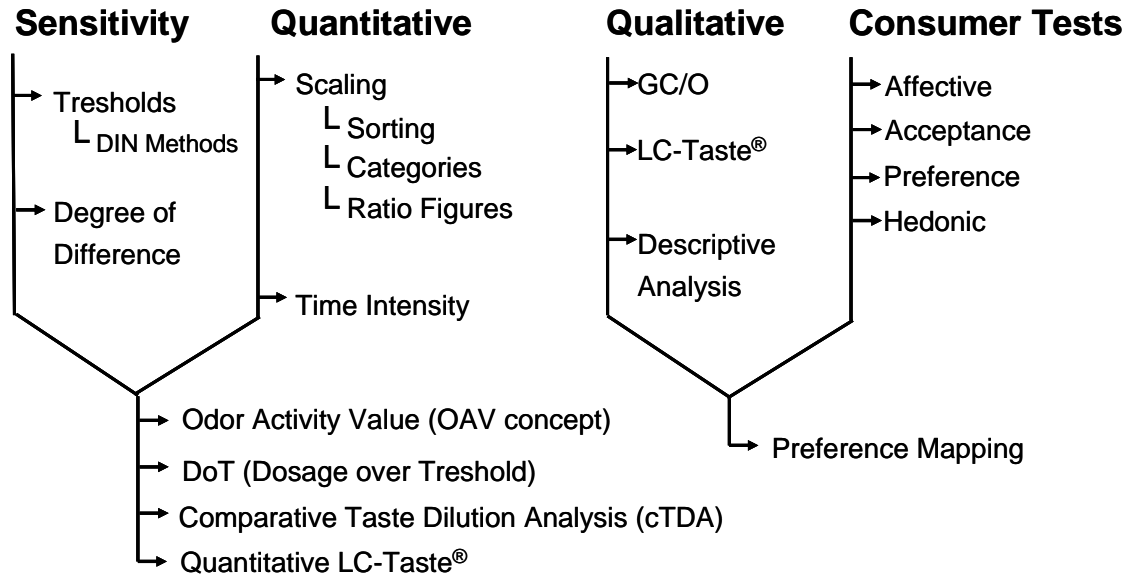 Sensitivity
Tresholds
DIN Methods
Degree of
Difference
Quantitative
Scaling
Sorting
Categories
Ratio Figures
Time Intensity
Odor Activity Value (OAV concept)
DoT (Dosage over Treshold)
Comparative Taste Dilution Analysis (cTDA)
Quantitative LC-Taste®
Qualitative
GC/O
LC-Taste®
Descriptive
Analysis
Consumer Tests
Affective
Acceptance
Preference
Hedonic
Preference Mapping